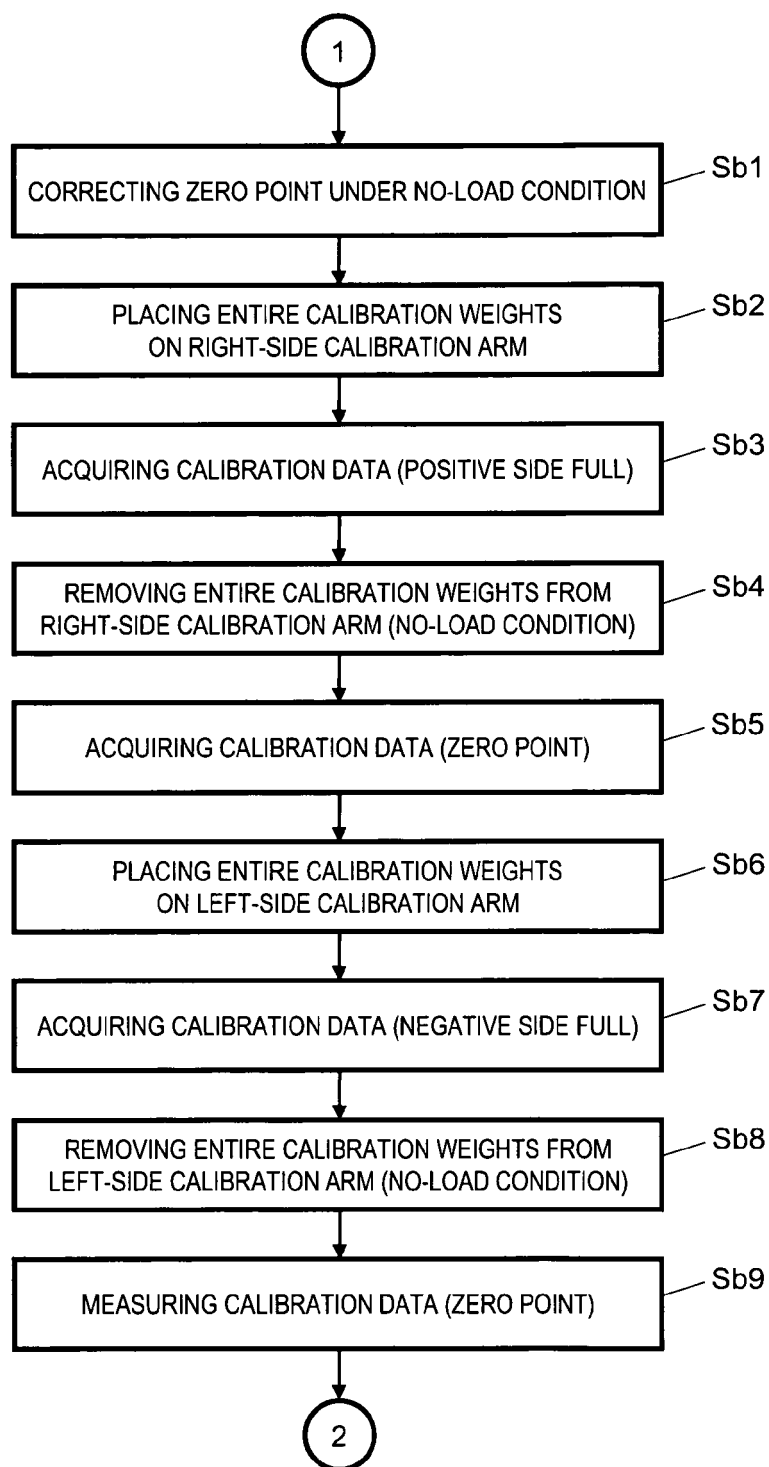 1
CORRECTING ZERO POINT UNDER NO-LOAD CONDITION
Sb1
PLACING ENTIRE CALIBRATION WEIGHTS
ON RIGHT-SIDE CALIBRATION ARM
Sb2
ACQUIRING CALIBRATION DATA (POSITIVE SIDE FULL)
Sb3
REMOVING ENTIRE CALIBRATION WEIGHTS FROM
RIGHT-SIDE CALIBRATION ARM (NO-LOAD CONDITION)
Sb4
ACQUIRING CALIBRATION DATA (ZERO POINT)
Sb5
PLACING ENTIRE CALIBRATION WEIGHTS
ON LEFT-SIDE CALIBRATION ARM
Sb6
ACQUIRING CALIBRATION DATA (NEGATIVE SIDE FULL)
Sb7
REMOVING ENTIRE CALIBRATION WEIGHTS FROM
LEFT-SIDE CALIBRATION ARM (NO-LOAD CONDITION)
Sb8
MEASURING CALIBRATION DATA (ZERO POINT)
Sb9
2